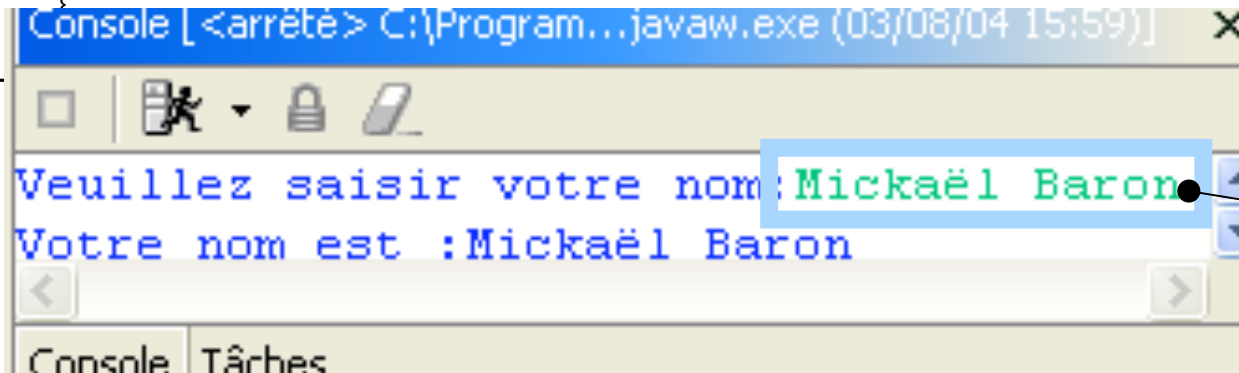 Console [ <arrêté> C:\Program...javaw.exe (03/08/04 15:59)]
Veuillez saisir votre nom:Mickaël Baron
Votre nom est :Mickaël Baron
Console Tâches